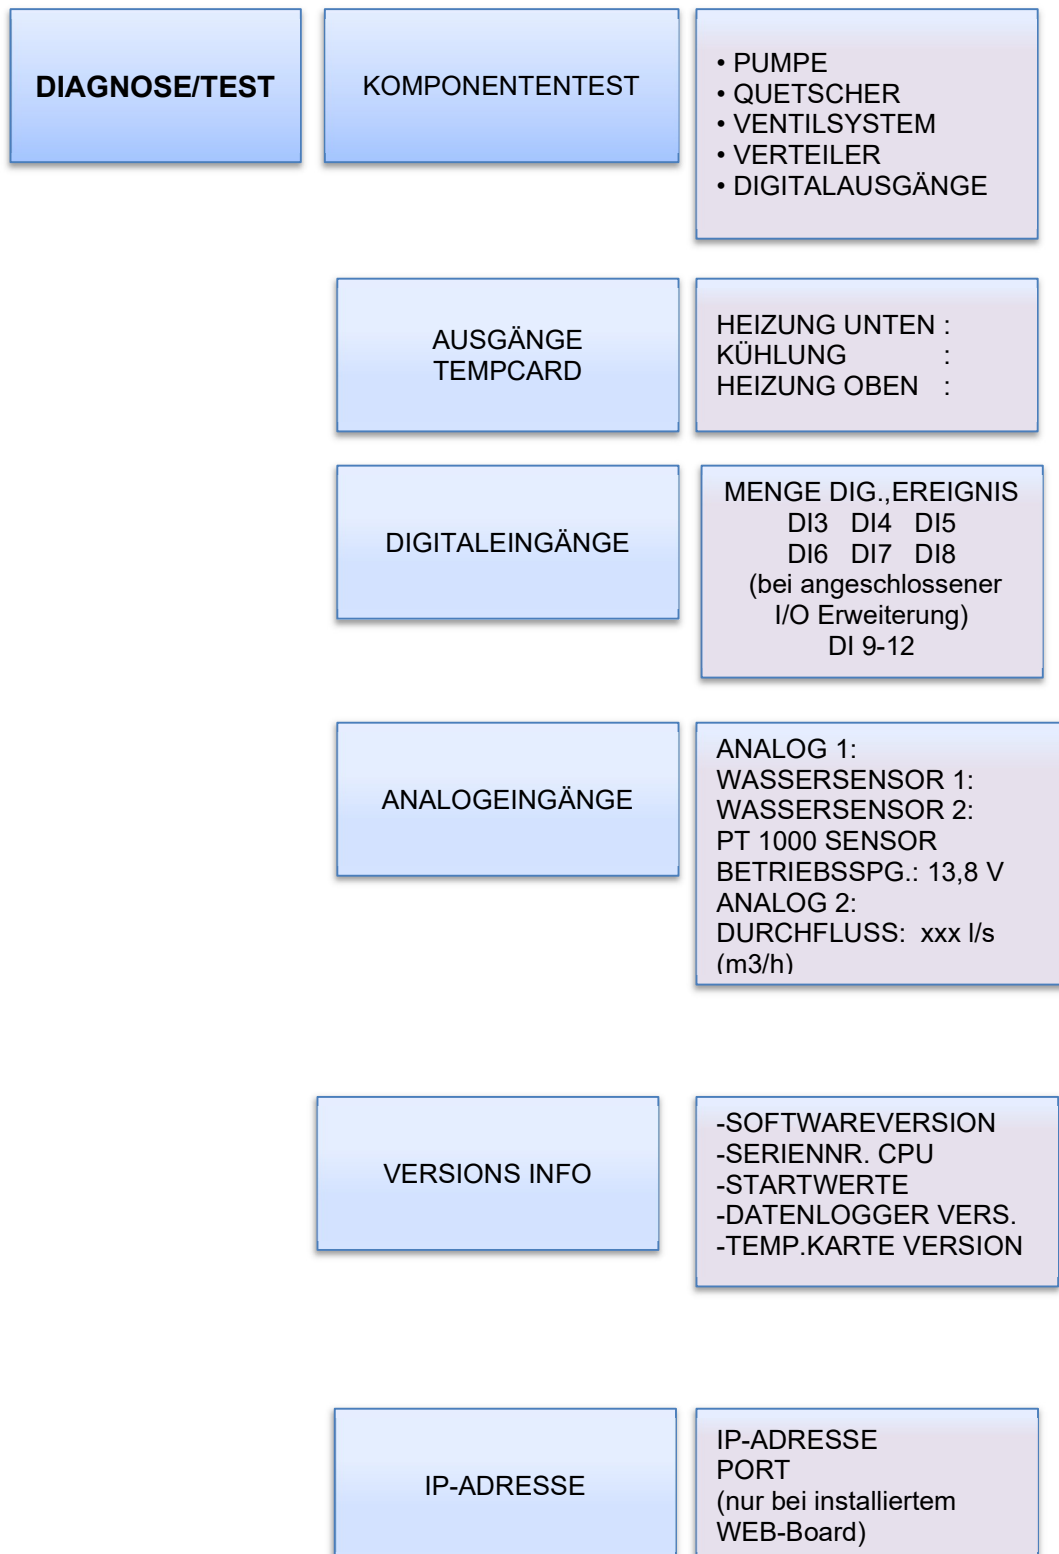 DIAGNOSE/TEST
KOMPONENTENTEST
• PUMPE
• QUETSCHER
• VENTILSYSTEM
• VERTEILER
• DIGITALAUSGÄNGE
AUSGÄNGE
TEMPCARD
HEIZUNG UNTEN :
KÜHLUNG :
HEIZUNG OBEN :
DIGITALEINGÄNGE
MENGE DIG.,EREIGNIS
DI3 DI4 DI5
DI6 DI7 DI8
(bei angeschlossener
I/O Erweiterung)
DI 9-12
ANALOGEINGÄNGE
ANALOG 1:
WASSERSENSOR 1:
WASSERSENSOR 2:
PT 1000 SENSOR
BETRIEBSSPG.: 13,8 V
ANALOG 2:
DURCHFLUSS: xxx l/s
(m3/h)
VERSIONS INFO
-SOFTWAREVERSION
-SERIENNR. CPU
-STARTWERTE
-DATENLOGGER VERS.
-TEMP.KARTE VERSION
IP-ADRESSE
IP-ADRESSE
PORT
(nur bei installiertem
WEB-Board)